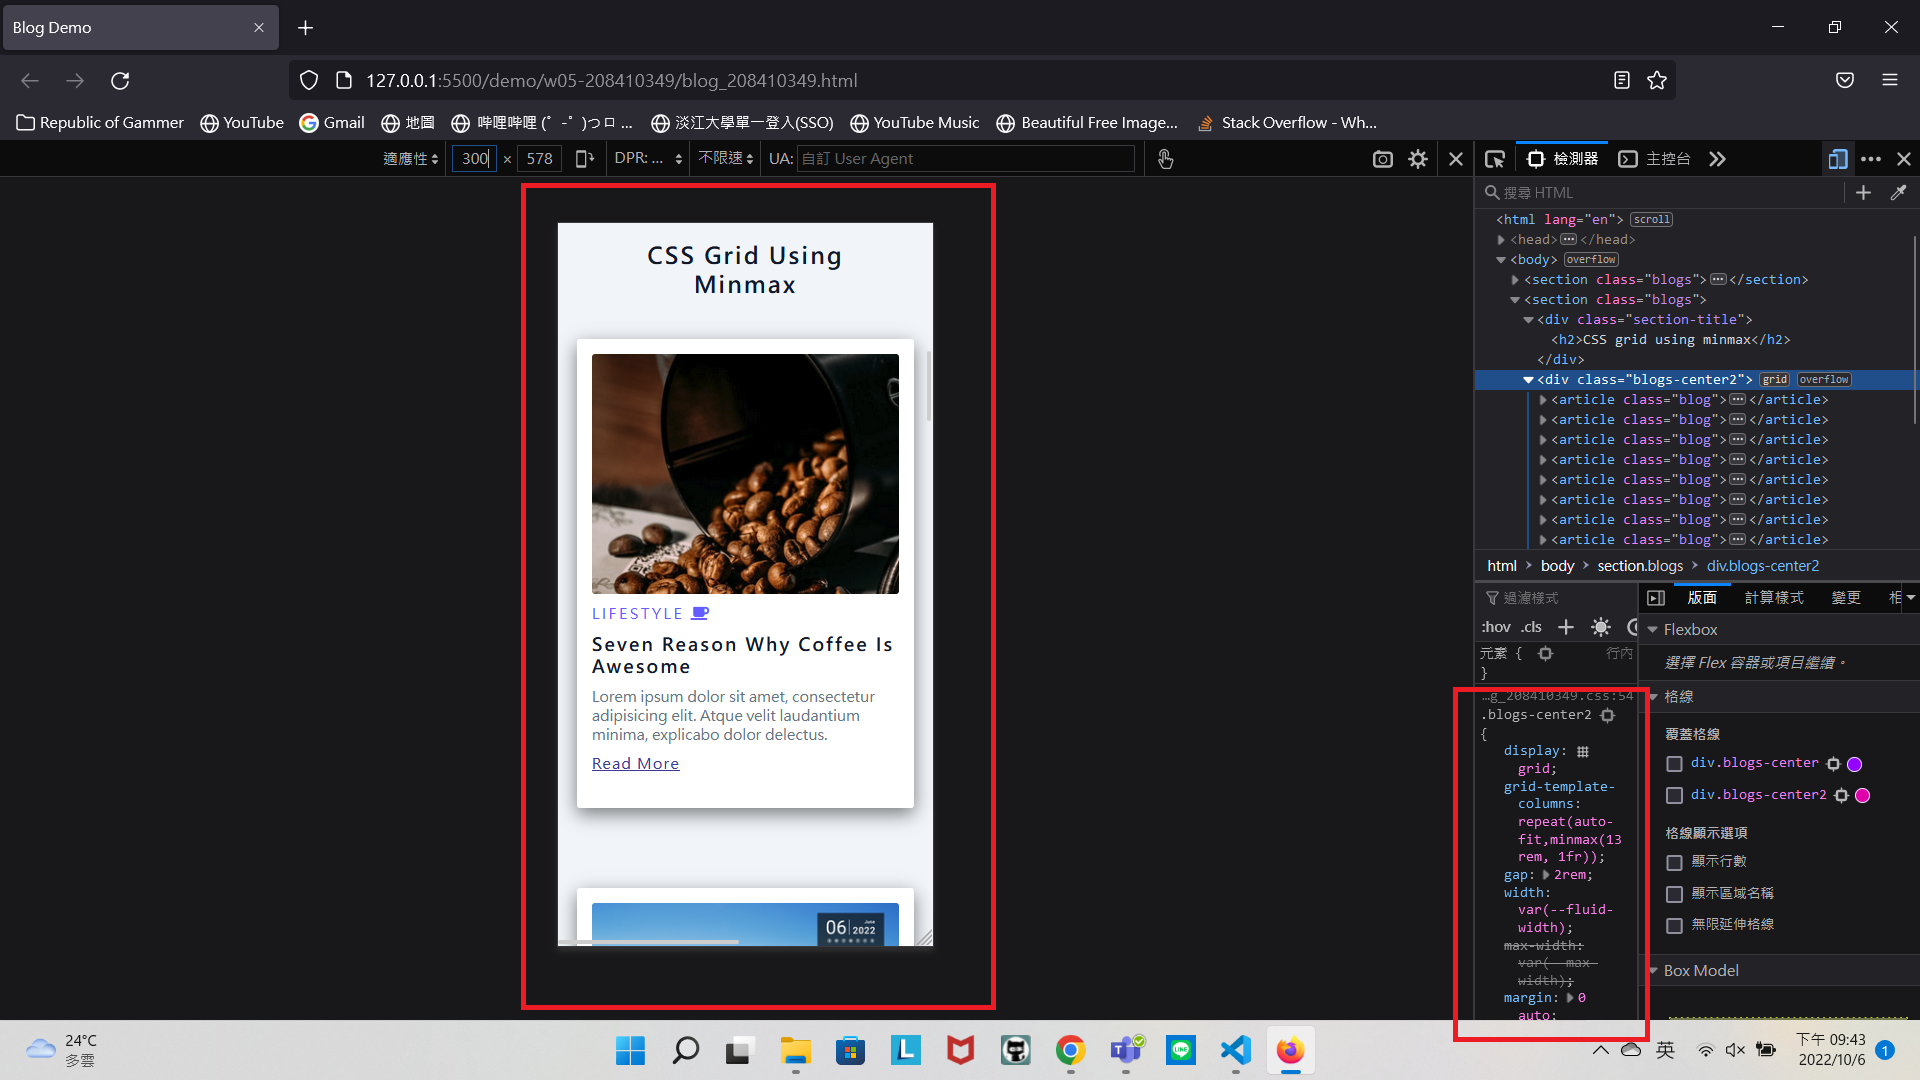 Blog Demo
127.0.0.1:5500/demo/w05-208410349/blog_208410349.html
Republic of Gammer YouTube Gmail 地圖 哔哩哔哩 (゜-゜)つロ ... 淡江大學單一登入(SSO) YouTube Music Beautiful Free Image... Stack Overflow - Wh...
適應性 300 × 578 DPR: ... 不限速 UA: 自訂 User Agent
檢測器 主控台
搜尋 HTML
<html lang="en"> scroll
<head> </head>
<body> overflow
<section class="blogs"> </section>
<section class="blogs">
<div class="section-title">
<h2>CSS grid using minmax</h2>
</div>
<div class="blogs-center2"> grid overflow
<article class="blog"> </article>
<article class="blog"> </article>
<article class="blog"> </article>
<article class="blog"> </article>
<article class="blog"> </article>
<article class="blog"> </article>
<article class="blog"> </article>
<article class="blog"> </article>
html body section.blogs div.blogs-center2
CSS Grid Using
Minmax
LIFESTYLE
Seven Reason Why Coffee Is
Awesome
Lorem ipsum dolor sit amet, consectetur
adipisicing elit. Atque velit laudantium
minima, explicabo dolor delectus.
Read More
06 June 2022
過濾樣式
:hov .cls
元素 { 行內
}
...g_208410349.css:54
.blogs-center2
{
display:
grid;
grid-template-
columns:
repeat(auto-
fit,minmax(13
rem, 1fr));
gap: 2rem;
width:
var(--fluid-
width);
max-width:
var(--max-
width);
margin: 0
auto;
版面 計算樣式 變更 相
Flexbox
選擇 Flex 容器或項目繼續。
格線
覆蓋格線
div.blogs-center
div.blogs-center2
格線顯示選項
顯示行數
顯示區域名稱
無限延伸格線
Box Model
24°C
多雲
英
下午 09:43
2022/10/6
1